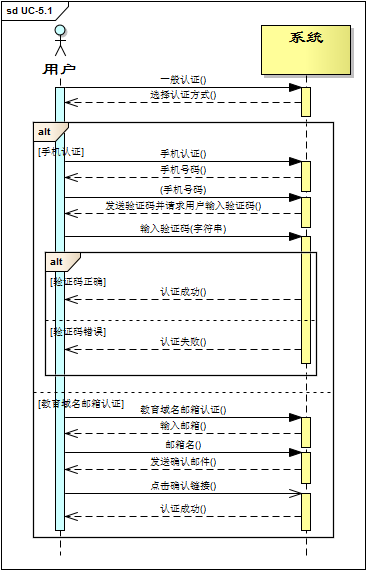 sd UC-5.1
用户
系统
一般认证()
选择认证方式()
alt
[手机认证]
手机认证()
手机号码()
(手机号码)
发送验证码并请求用户输入验证码()
输入验证码(字符串)
alt
[验证码正确]
认证成功()
[验证码错误]
认证失败()
[教育域名邮箱认证]
教育域名邮箱认证()
输入邮箱()
邮箱名()
发送确认邮件()
点击确认链接()
认证成功()